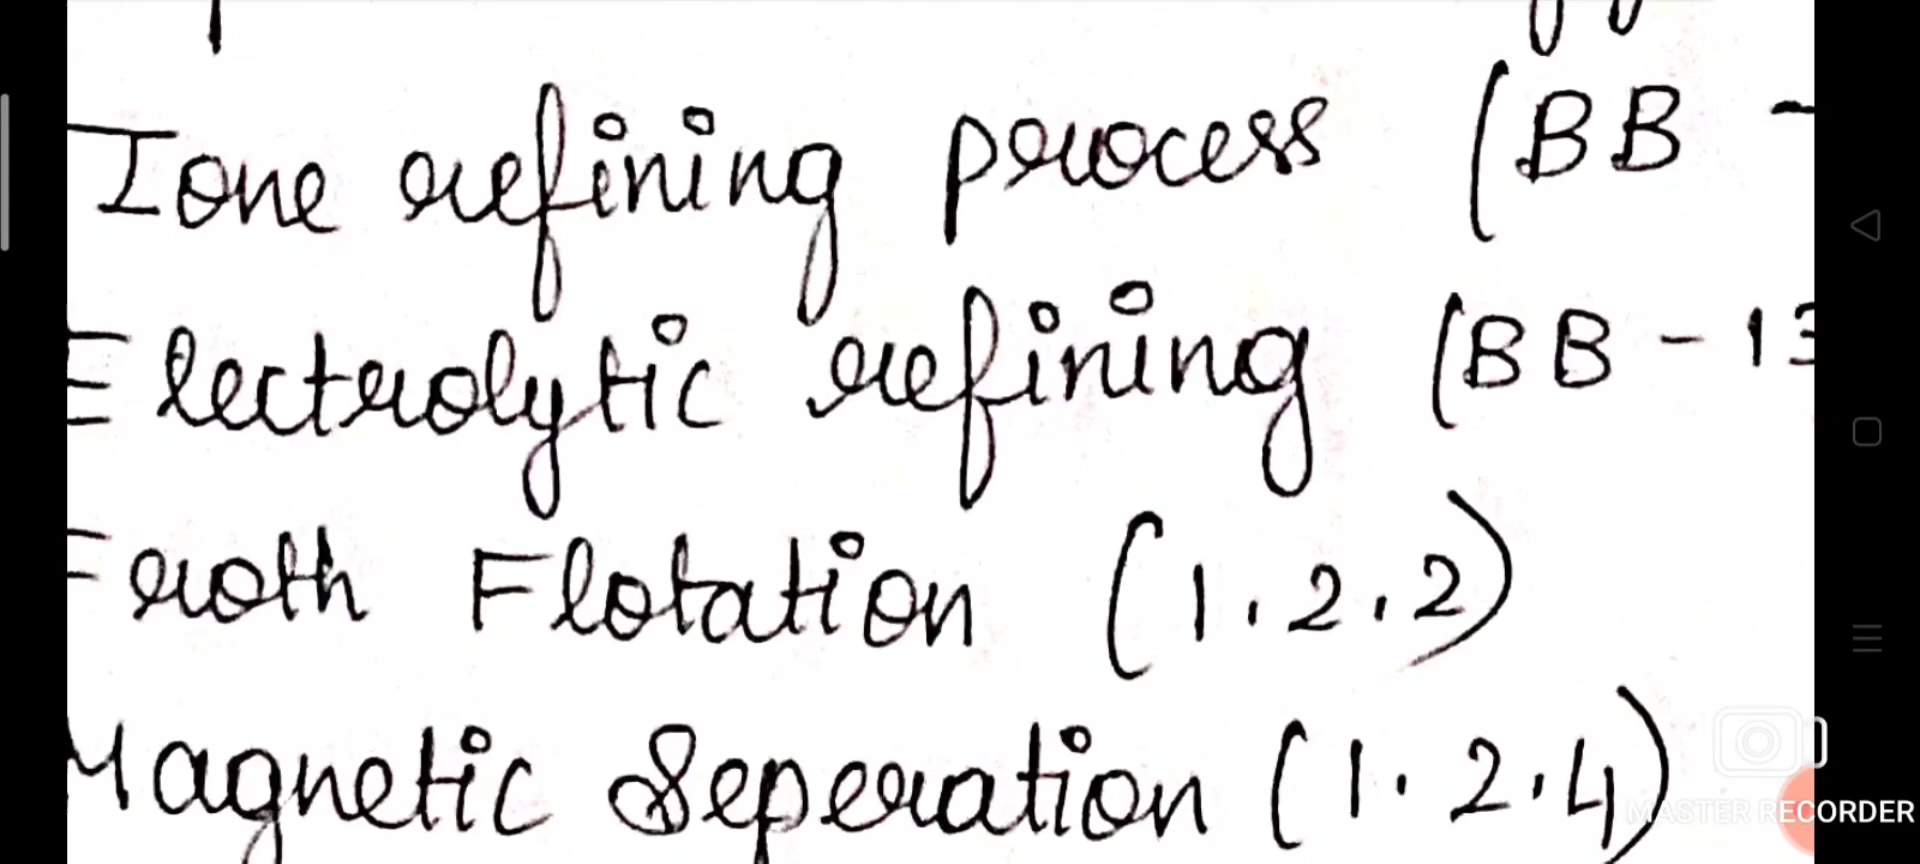 Zone refining process (BB -
Electrolytic refining (BB - 13
Froth Flotation (1.2.2)
Magnetic Seperation (1.2.4)
MASTER RECORDER